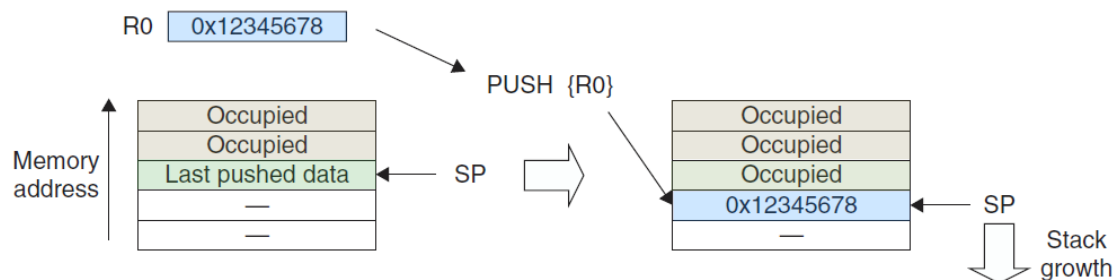 R0 0x12345678
PUSH {R0}
Memory
address
Occupied
Occupied
Last pushed data
—
—
SP
Occupied
Occupied
Occupied
0x12345678
—
SP
Stack
growth